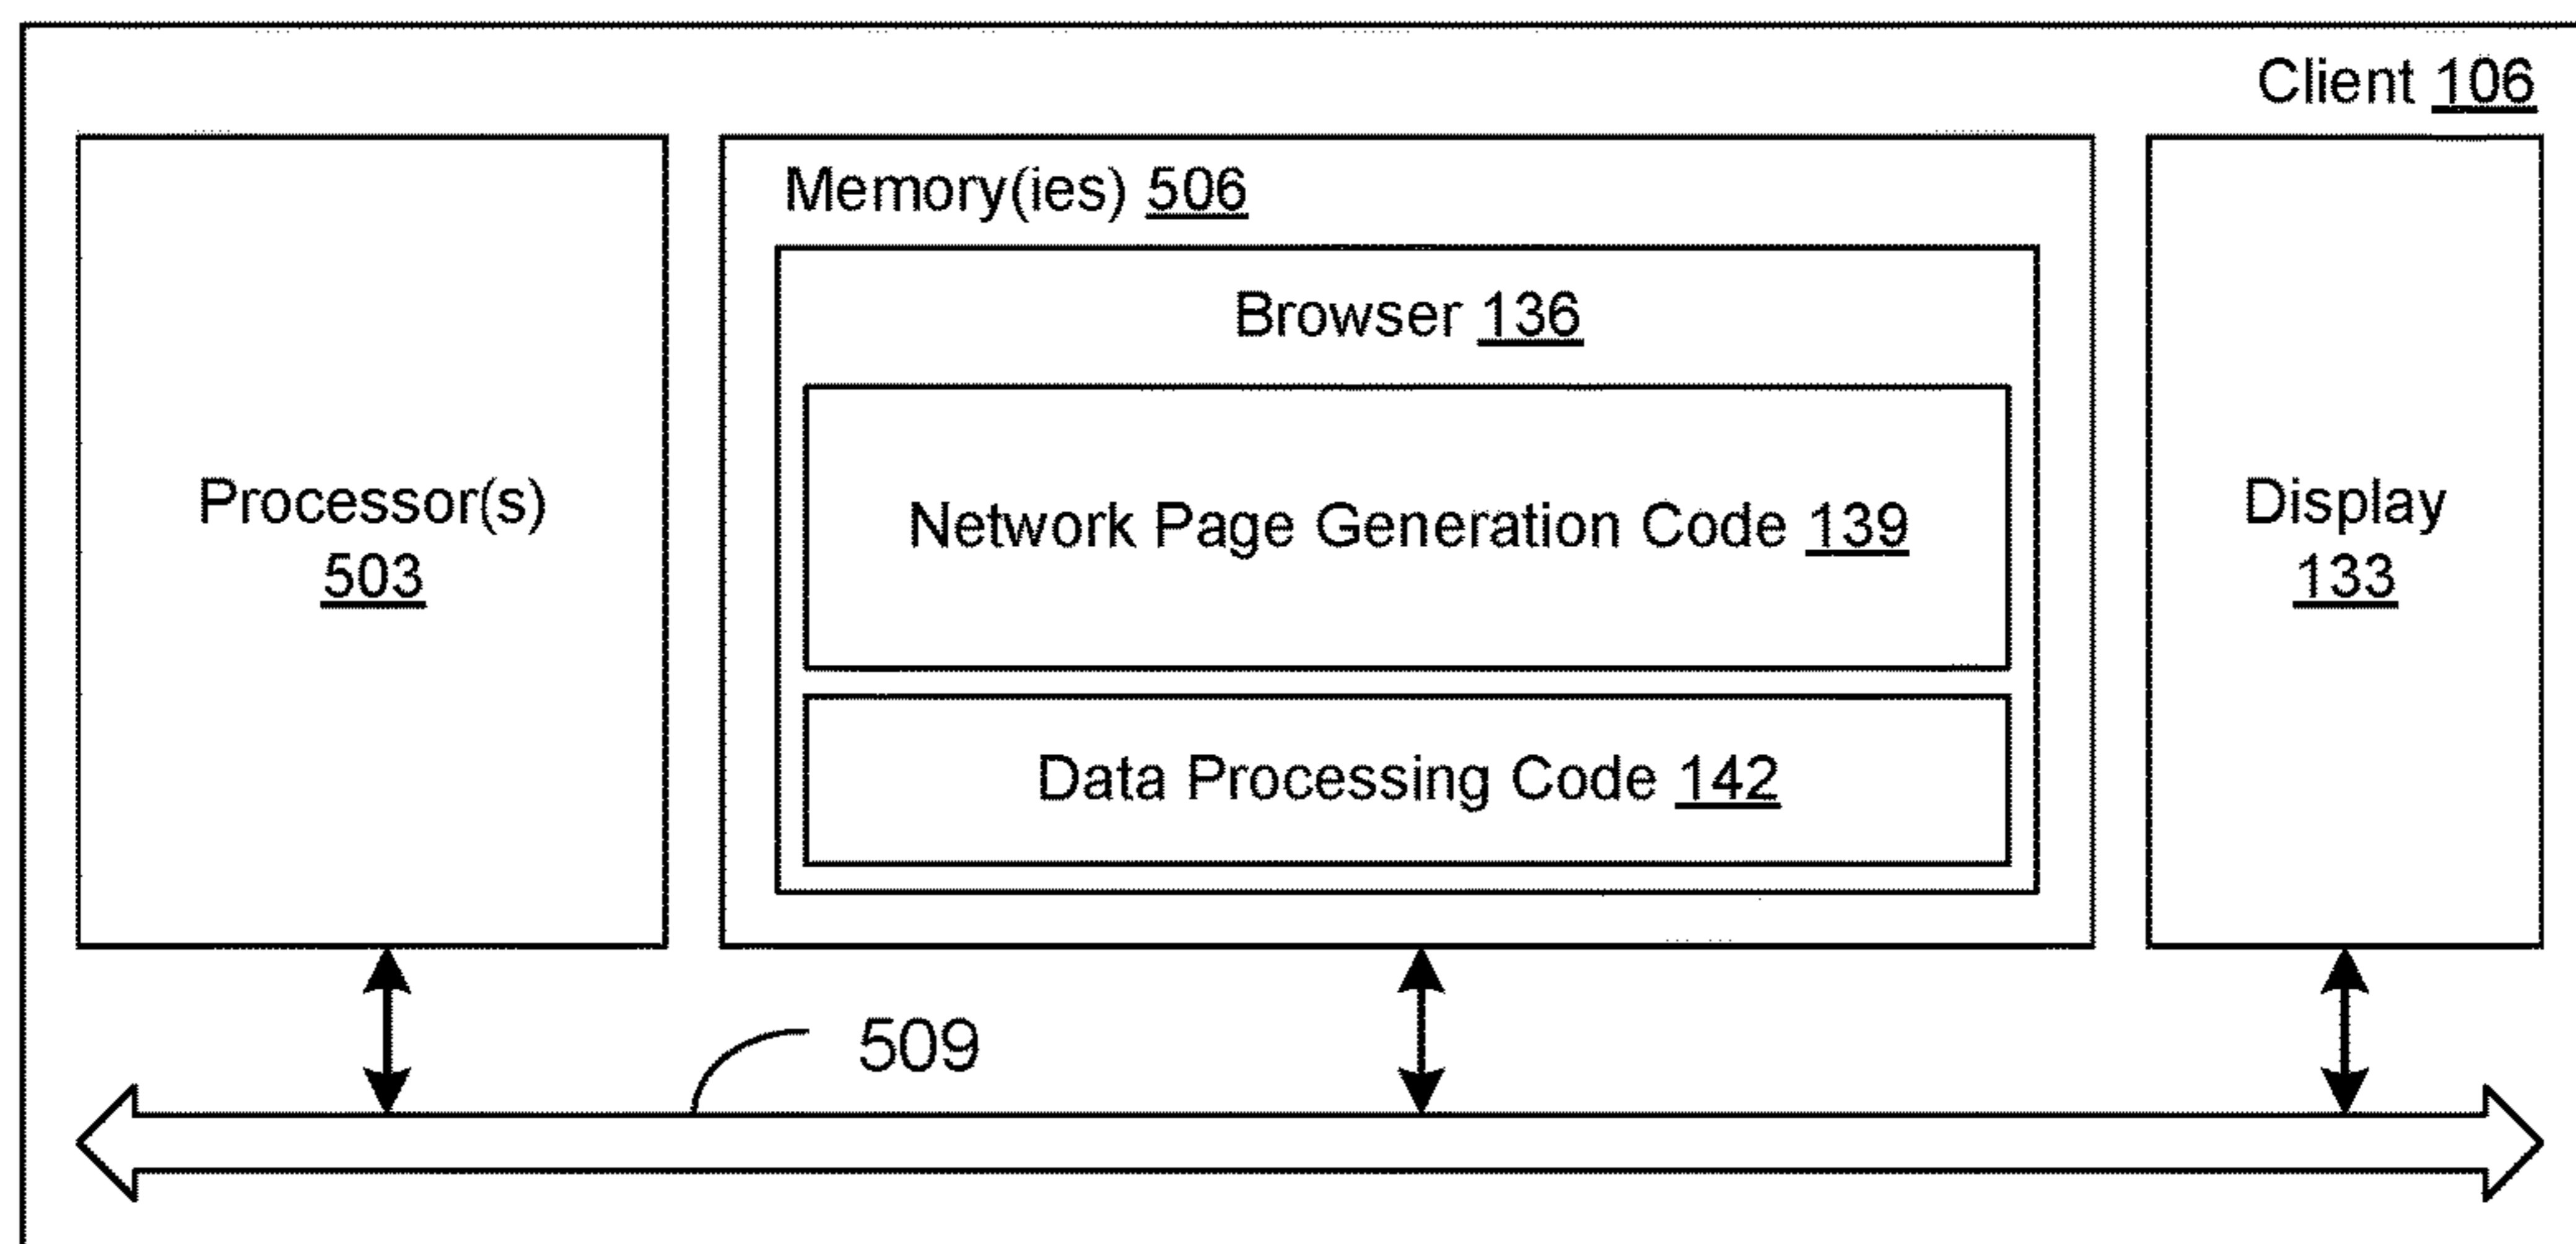 Client 106
Processor(s)
503
Memory(ies) 506
Browser 136
Network Page Generation Code 139
Data Processing Code 142
Display
133
509